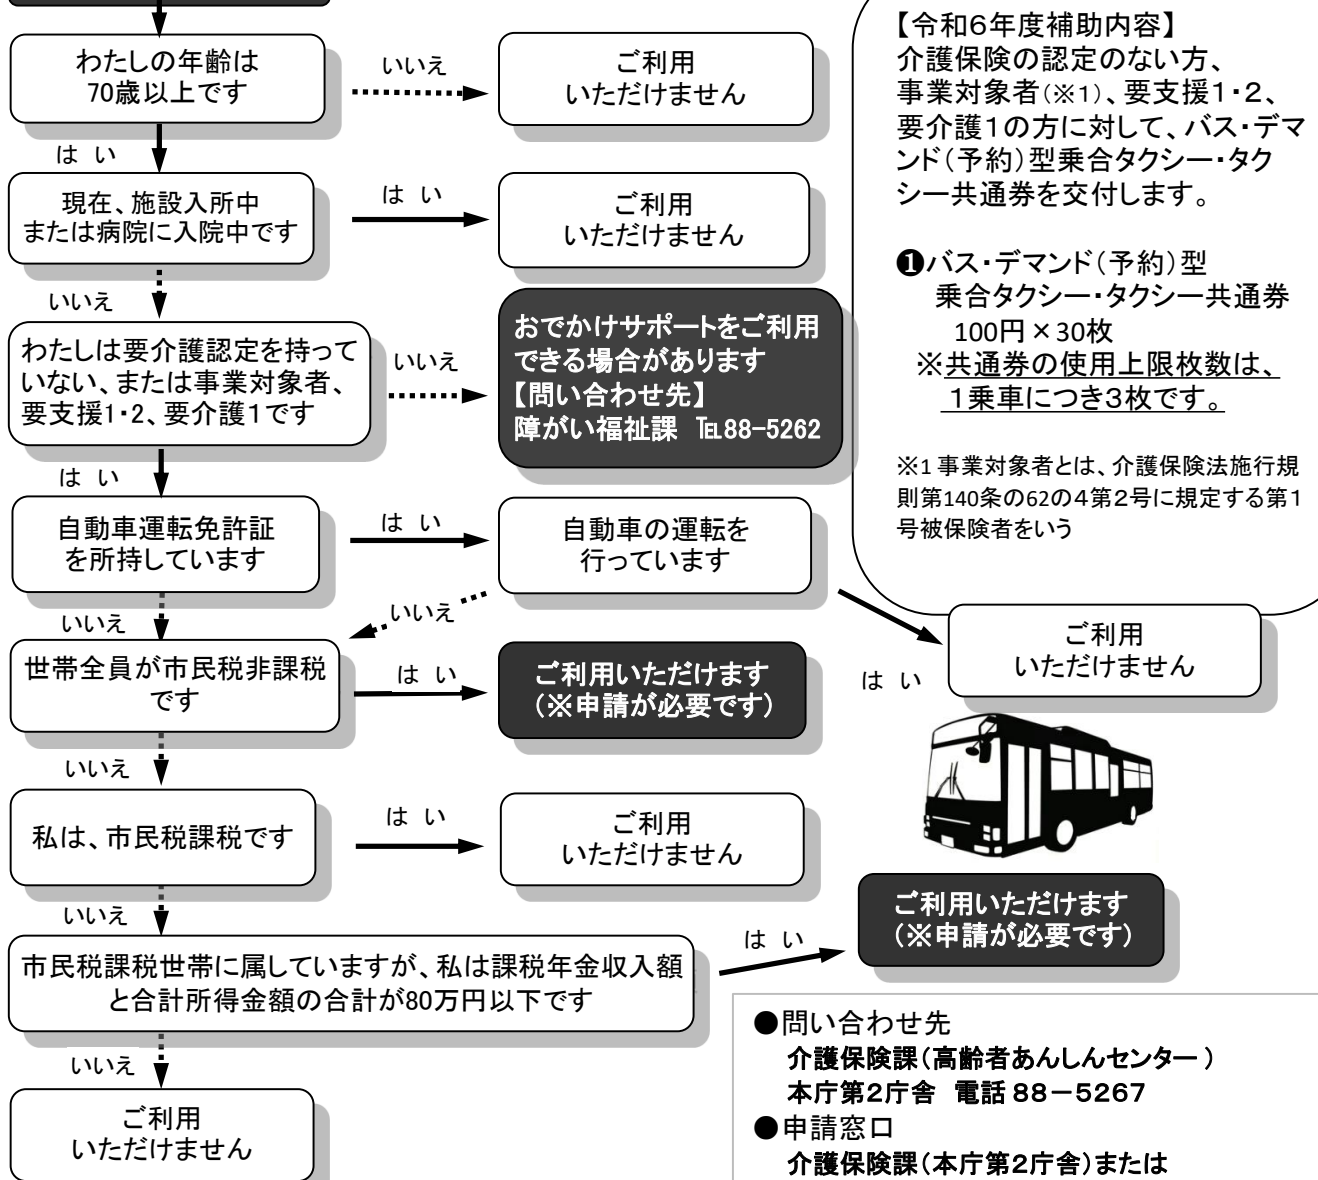 わたしの年齢は
70歳以上です
いいえ
ご利用
いただけません
は い
現在、施設入所中
または病院に入院中です
は い
ご利用
いただけません
いいえ
わたしは要介護認定を持って
いない、または事業対象者、
要支援1・2、要介護1です
いいえ
おでかけサポートをご利用
できる場合があります
【問い合わせ先】
障がい福祉課 ℡88-5262
は い
自動車運転免許証
を所持しています
は い
自動車の運転を
行っています
いいえ
いいえ
は い
ご利用
いただけません
世帯全員が市民税非課税
です
は い
ご利用いただけます
(※申請が必要です)
いいえ
私は、市民税課税です
は い
ご利用
いただけません
いいえ
市民税課税世帯に属していますが、私は課税年金収入額
と合計所得金額の合計が80万円以下です
は い
ご利用いただけます
(※申請が必要です)
いいえ
ご利用
いただけません
【令和6年度補助内容】
介護保険の認定のない方、
事業対象者(※1)、要支援1・2、
要介護1の方に対して、バス・デマ
ンド(予約)型乗合タクシー・タク
シー共通券を交付します。
❶バス・デマンド(予約)型
乗合タクシー・タクシー共通券
100円×30枚
※共通券の使用上限枚数は、
1乗車につき3枚です。
※1 事業対象者とは、介護保険法施行規
則第140条の62の4第2号に規定する第1
号被保険者をいう
●問い合わせ先
介護保険課(高齢者あんしんセンター)
本庁第2庁舎 電話 88-5267
●申請窓口
介護保険課(本庁第2庁舎)または